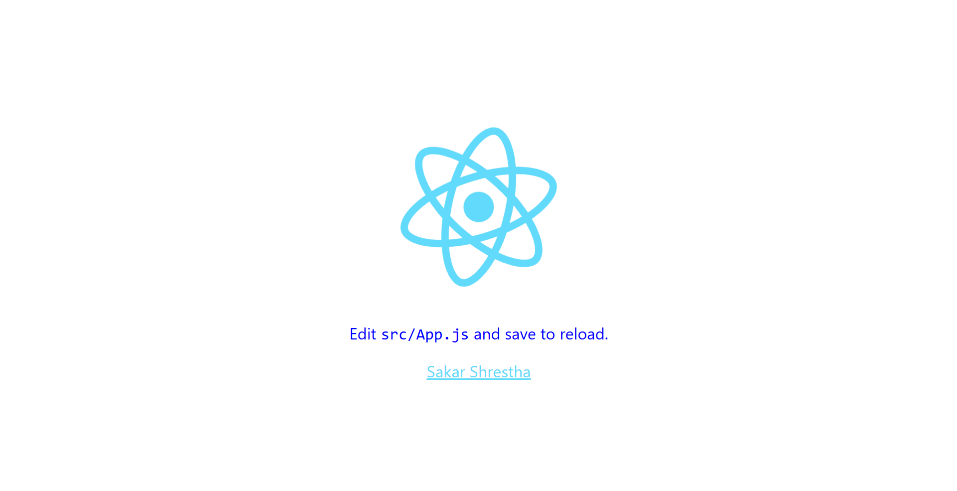 Edit src/App.js and save to reload.
Sakar Shrestha